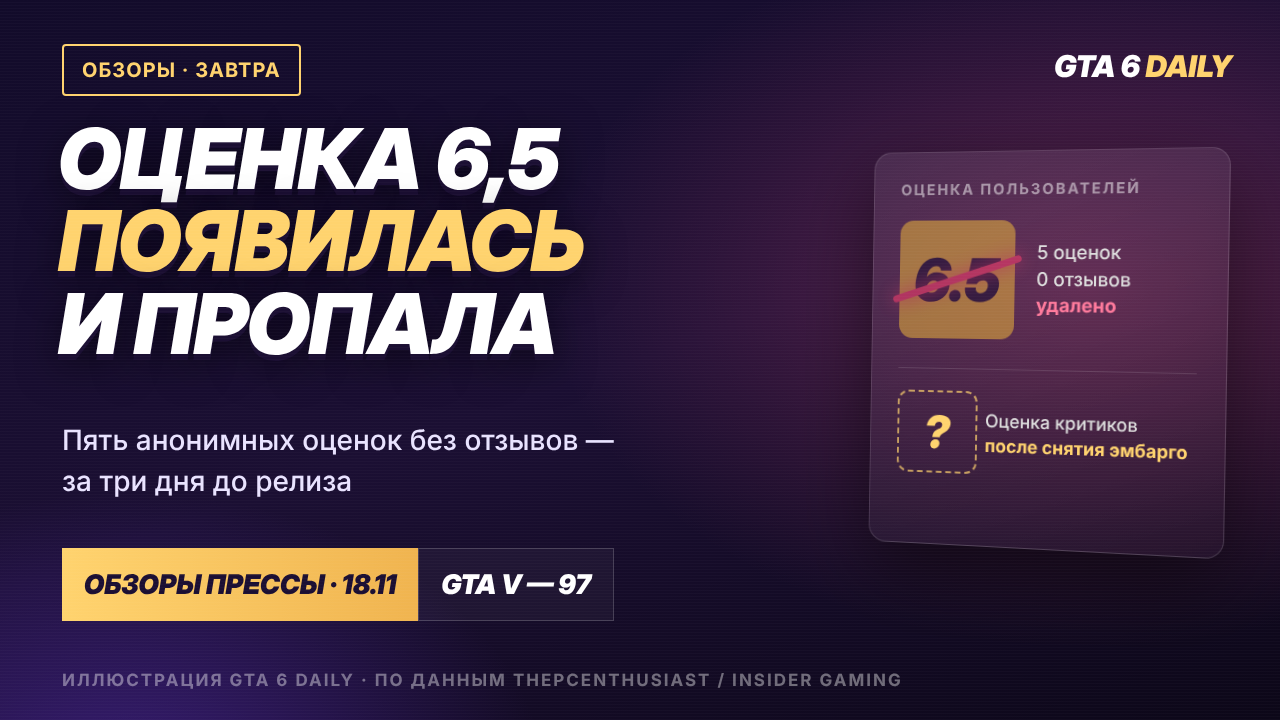 ОБЗОРЫ · ЗАВТРА
GTA 6 DAILY
ОЦЕНКА 6,5
ПОЯВИЛАСЬ
И ПРОПАЛА
Пять анонимных оценок без отзывов —
за три дня до релиза
ОБЗОРЫ ПРЕССЫ · 18.11
GTA V — 97
ОЦЕНКА ПОЛЬЗОВАТЕЛЕЙ
6.5
5 оценок
0 отзывов
удалено
?
Оценка критиков
после снятия эмбарго
ИЛЛЮСТРАЦИЯ GTA 6 DAILY · ПО ДАННЫМ THEPCENTHUSIAST / INSIDER GAMING